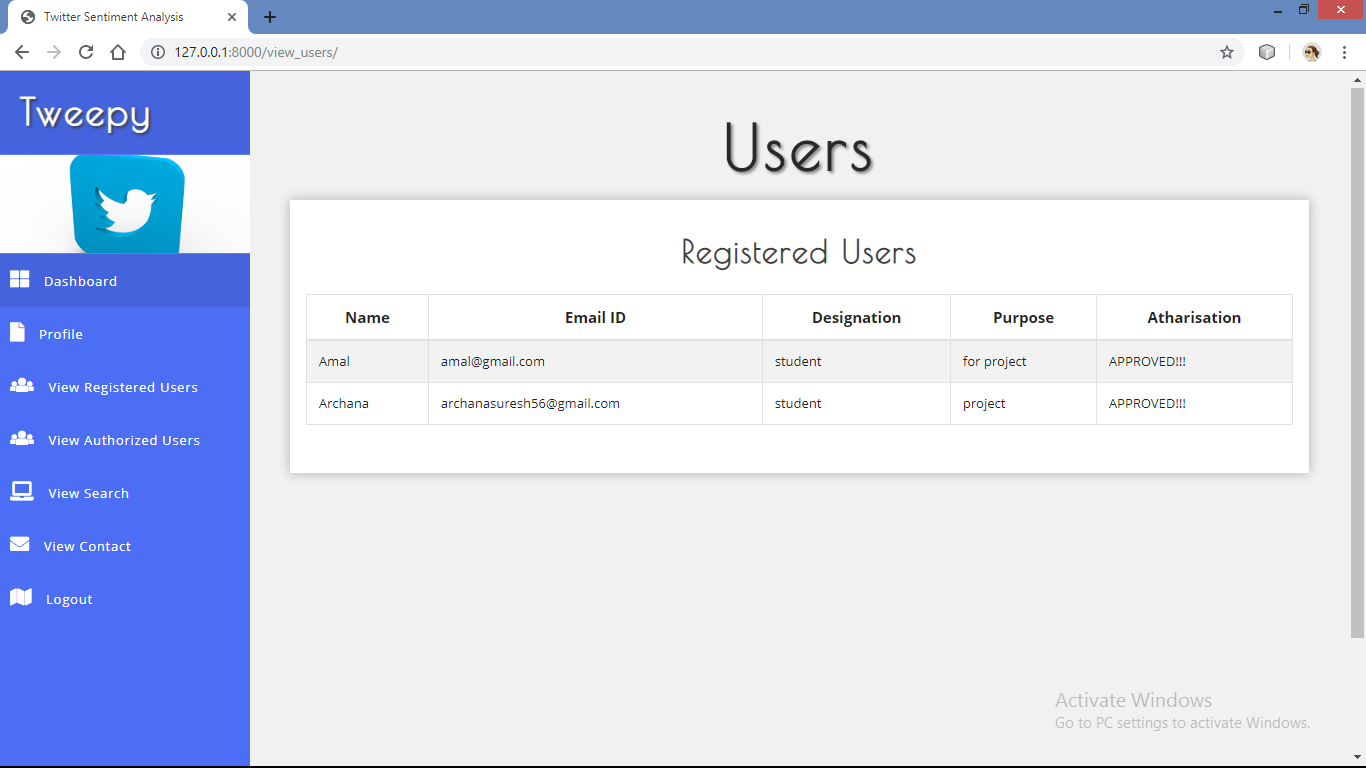 Twitter Sentiment Analysis
127.0.0.1:8000/view_users/
Tweepy
Dashboard
Profile
View Registered Users
View Authorized Users
View Search
View Contact
Logout
Users
Registered Users
Name Email ID Designation Purpose Atharisation
Amal amal@gmail.com student for project APPROVED!!!
Archana archanasuresh56@gmail.com student project APPROVED!!!
Activate Windows
Go to PC settings to activate Windows.